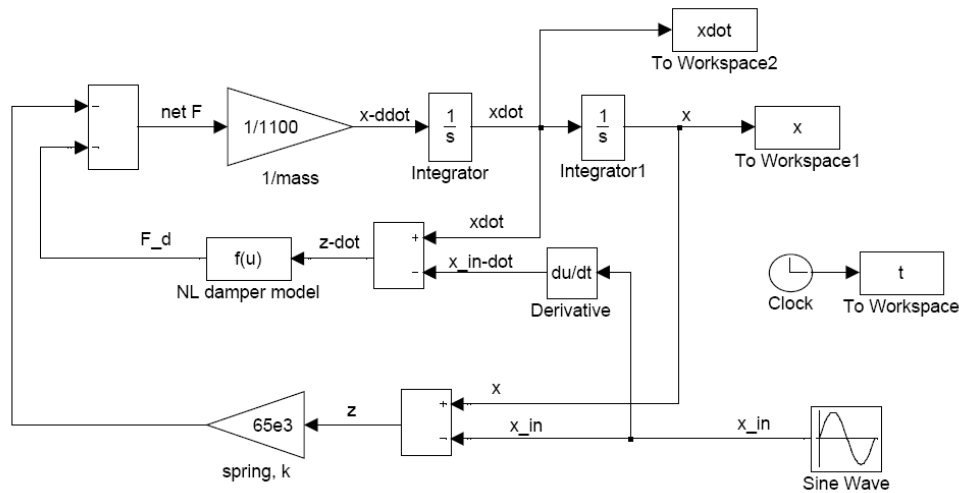 xdot
To Workspace2
−
−
net F
1/1100
1/mass
x-ddot
1
s
Integrator
xdot
1
s
Integrator1
x
x
To Workspace1
xdot
+
−
z-dot
x_in-dot
F_d
f(u)
NL damper model
du/dt
Derivative
Clock
t
To Workspace
x
+
−
z
65e3
spring, k
x_in
x_in
Sine Wave